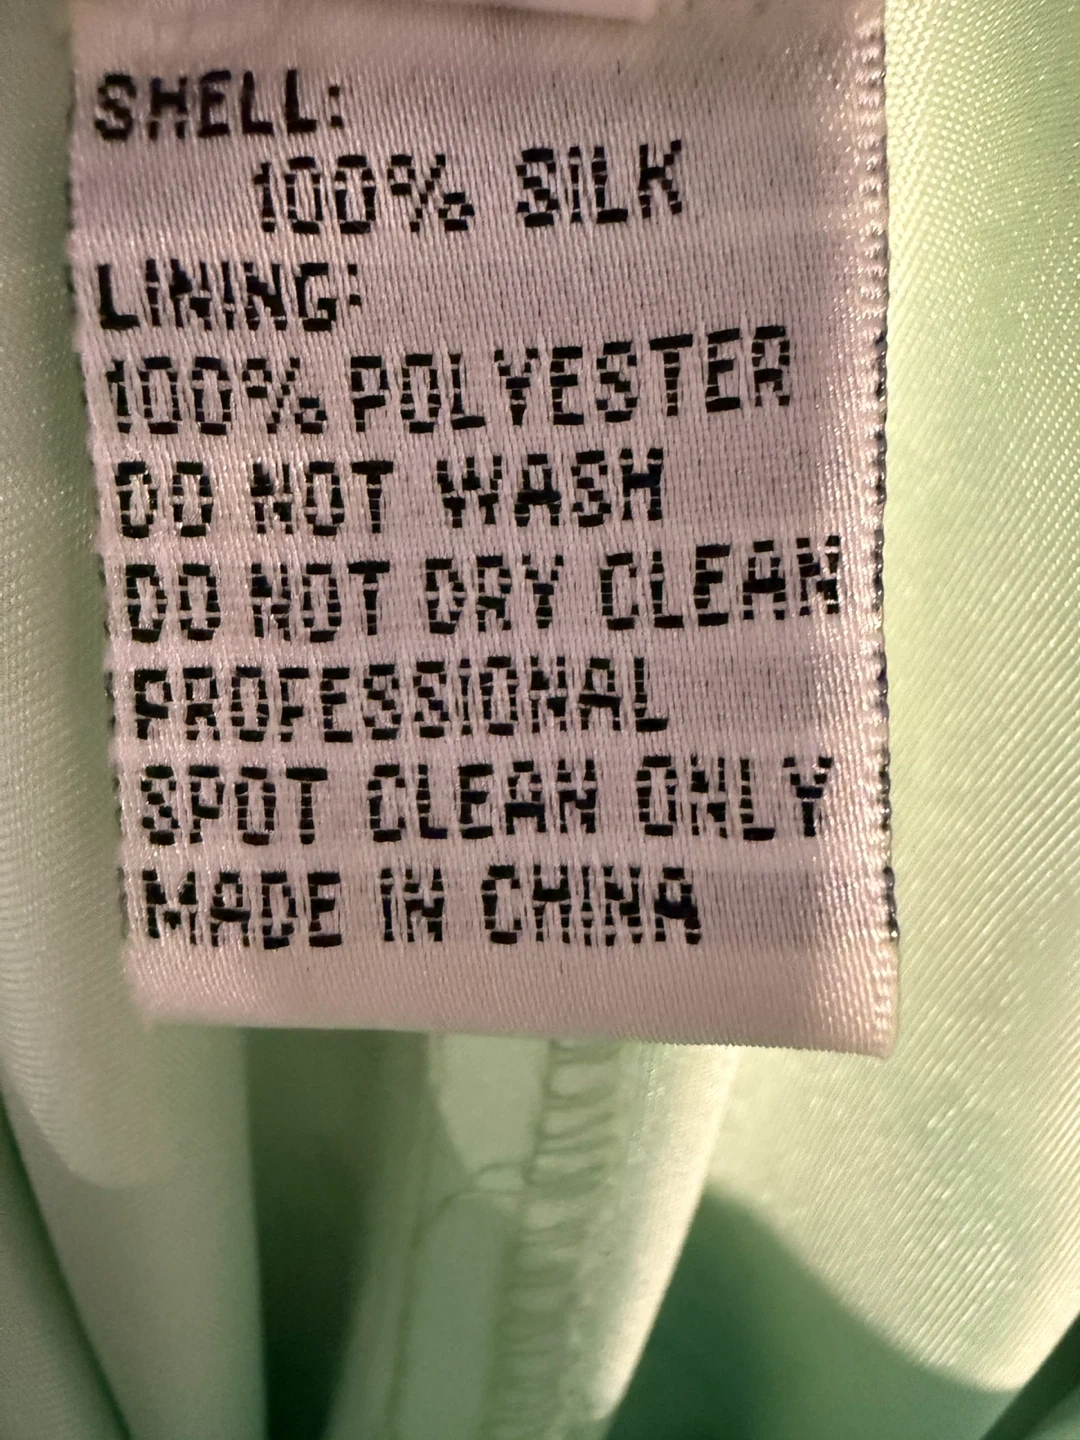 SHELL:
100% SILK
LINING:
100% POLYESTER
DO NOT WASH
DO NOT DRY CLEAN
PROFESSIONAL
SPOT CLEAN ONLY
MADE IN CHINA